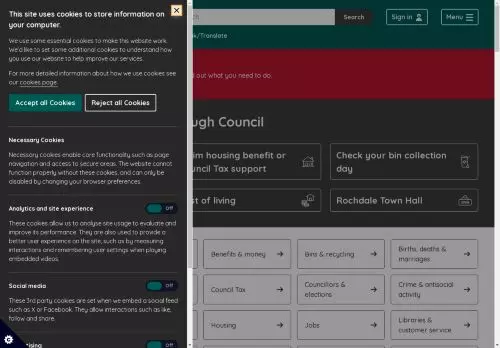 This site uses cookies to store information on
your computer.
We use some essential cookies to make this website work.
We'd like to set some additional cookies to understand how
you use our website to help improve our services.
For more detailed information about how we use cookies see
our cookies page.
Accept all Cookies
Reject all Cookies
Necessary Cookies
Necessary cookies enable core functionality such as page
navigation and access to secure areas. The website cannot
function properly without these cookies, and can only be
disabled by changing your browser preferences.
Analytics and site experience
Off
These cookies allow us to analyse site usage to evaluate and
improve its performance. They are also used to provide a
better user experience on the site, such as by measuring
interactions and remembering user settings when playing
embedded videos.
Social media
Off
These 3rd party cookies are set when we embed a social feed
such as X or Facebook. They allow interactions such as like,
follow and share.
Off
Search
Sign in
Menu
/Translate
out what you need to do.
ugh Council
im housing benefit or
uncil Tax support
Check your bin collection
day
st of living
Rochdale Town Hall
Benefits & money
Bins & recycling
Births, deaths &
marriages
Council Tax
Councillors &
elections
Crime & antisocial
activity
Housing
Jobs
Libraries &
customer service